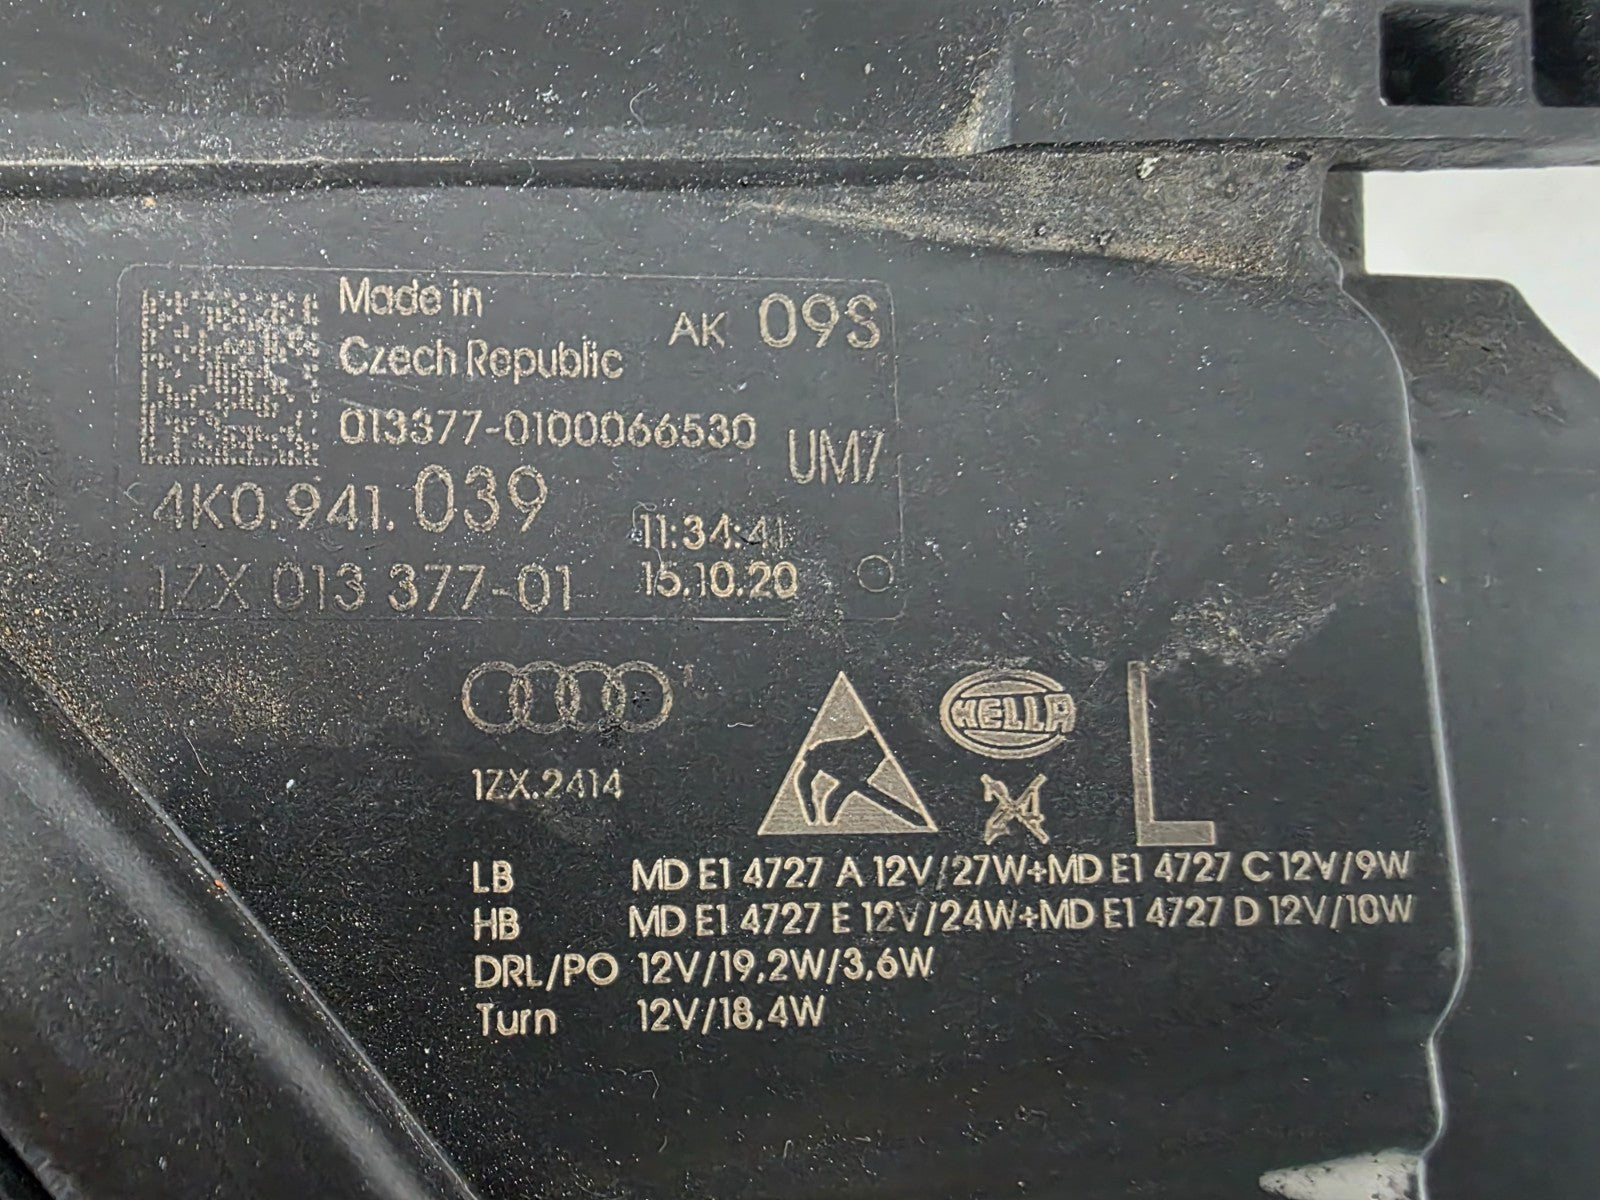 Made in
Czech Republic
AK 09S
013377-0100066530
UM7
4K0.941.039
11:34:41
1ZX 013 377-01
15.10.20
1ZX.2414
HELLA
L
LB MD E1 4727 A 12V/27W+MD E1 4727 C 12V/9W
HB MD E1 4727 E 12V/24W+MD E1 4727 D 12V/10W
DRL/PO 12V/19,2W/3,6W
Turn 12V/18,4W